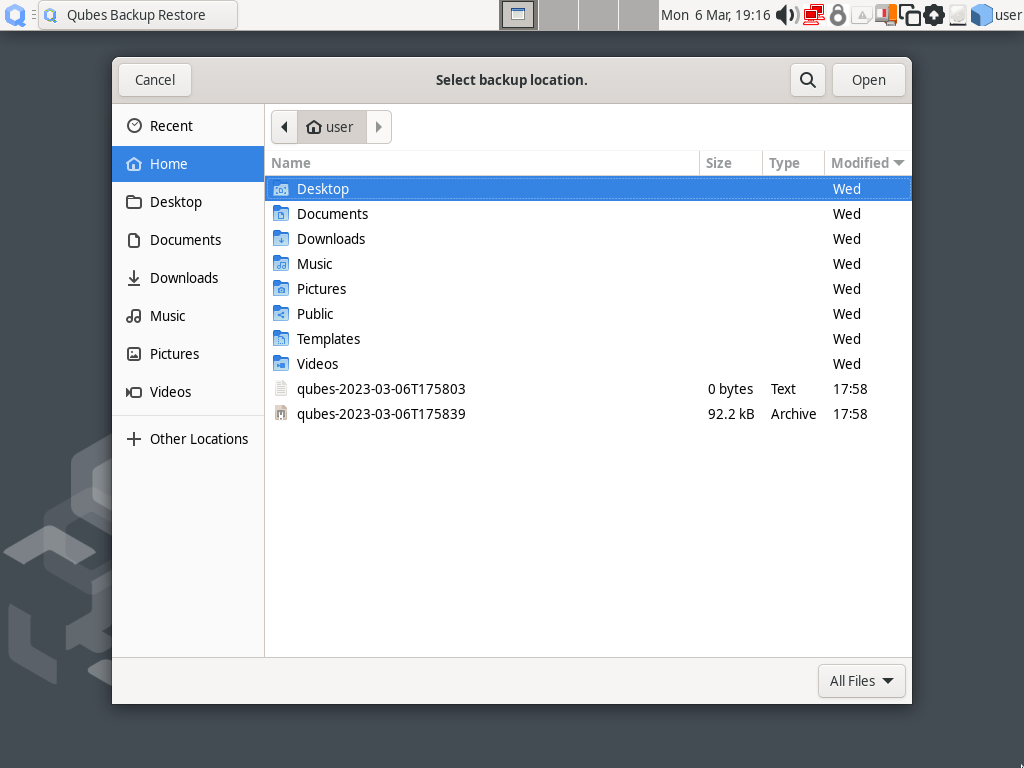 Qubes Backup Restore
Mon 6 Mar, 19:16
user
Cancel
Select backup location.
Open
Recent
Home
Desktop
Documents
Downloads
Music
Pictures
Videos
Other Locations
user
Name Size Type Modified
Desktop Wed
Documents Wed
Downloads Wed
Music Wed
Pictures Wed
Public Wed
Templates Wed
Videos Wed
qubes-2023-03-06T175803 0 bytes Text 17:58
qubes-2023-03-06T175839 92.2 kB Archive 17:58
All Files